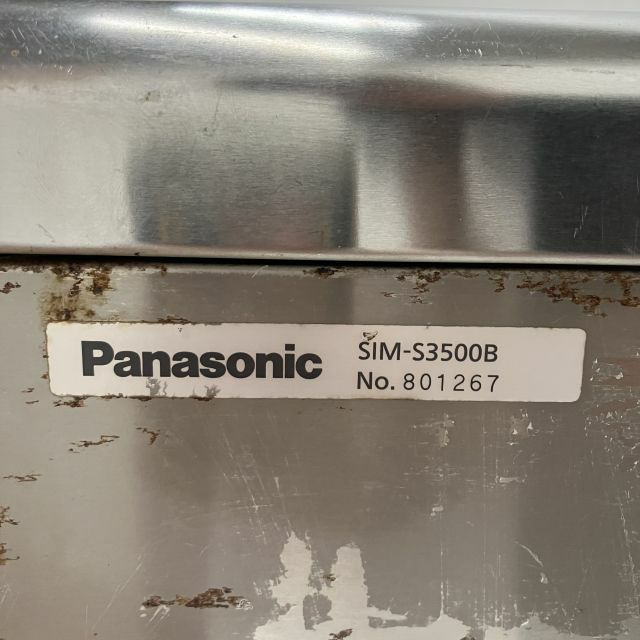 Panasonic
SIM-S3500B
No. 801267